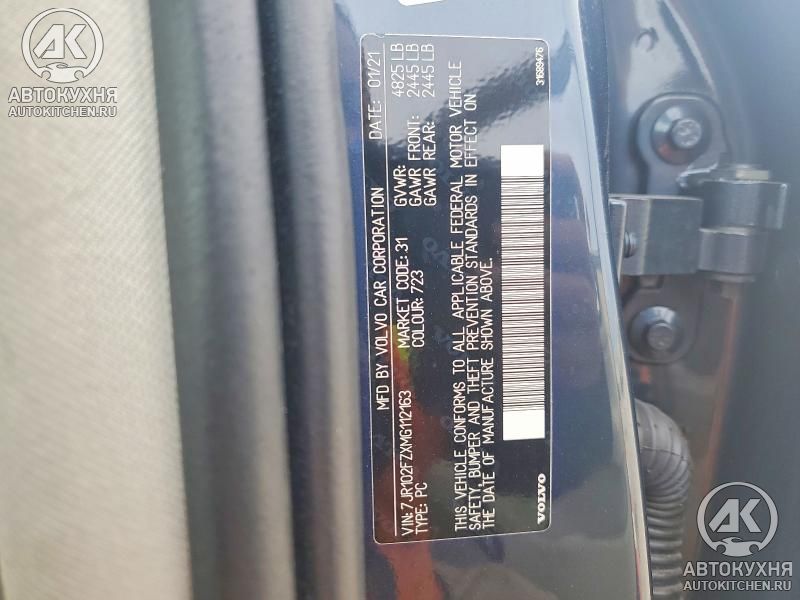 MFD BY VOLVO CAR CORPORATION DATE: 01/21
VIN: 7JR102FZXMG112163 MARKET CODE: 31 GVWR: 4825 LB
TYPE: PC COLOUR: 723 GAWR FRONT: 2445 LB
GAWR REAR: 2445 LB
THIS VEHICLE CONFORMS TO ALL APPLICABLE FEDERAL MOTOR VEHICLE
SAFETY, BUMPER AND THEFT PREVENTION STANDARDS IN EFFECT ON
THE DATE OF MANUFACTURE SHOWN ABOVE.
VOLVO 31689476
АК
АВТОКУХНЯ
AUTOKITCHEN.RU
АК
АВТОКУХНЯ
AUTOKITCHEN.RU